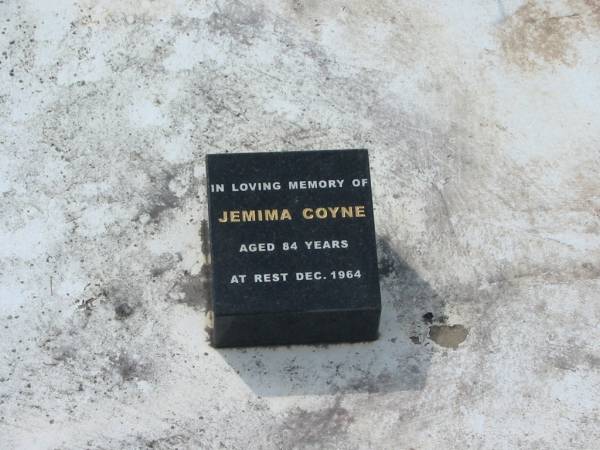 IN LOVING MEMORY OF
JEMIMA COYNE
AGED 84 YEARS
AT REST DEC. 1964